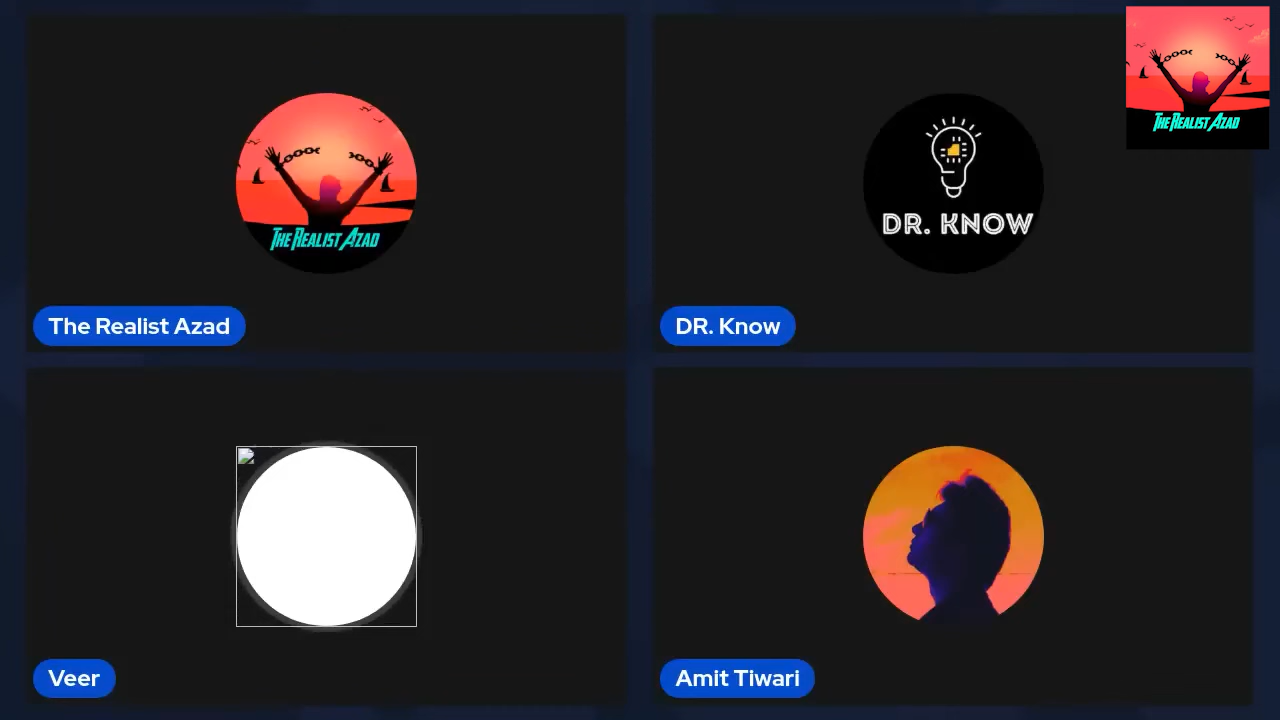 The Realist Azad
DR. KNOW
The Realist Azad
The Realist Azad
DR. Know
Veer
Amit Tiwari